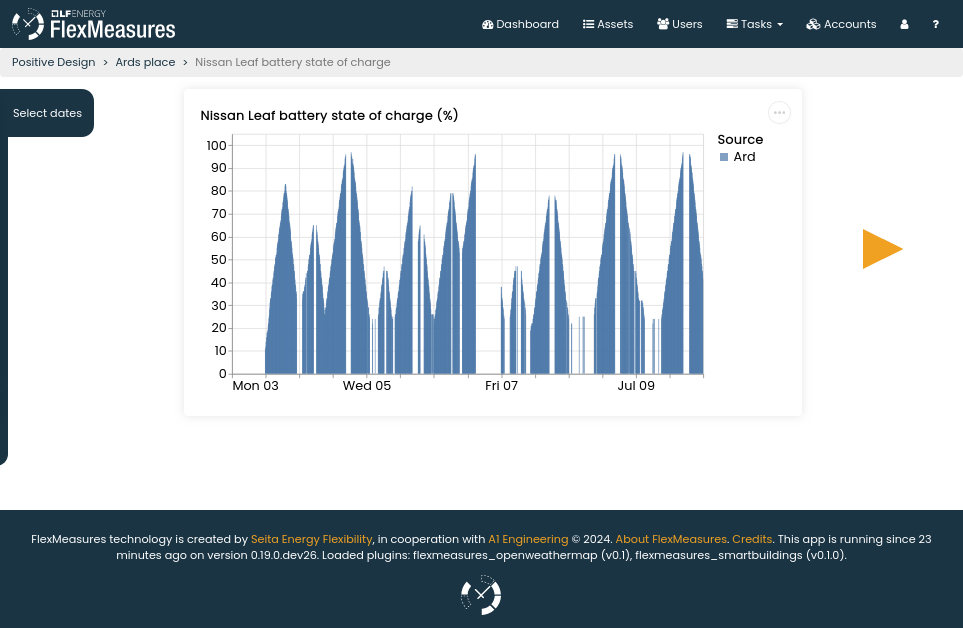 LFENERGY
FlexMeasures
Dashboard Assets Users Tasks Accounts ?
Positive Design > Ards place > Nissan Leaf battery state of charge
Select dates
Nissan Leaf battery state of charge (%)
Source
Ard
100
90
80
70
60
50
40
30
20
10
0
Mon 03 Wed 05 Fri 07 Jul 09
FlexMeasures technology is created by Seita Energy Flexibility, in cooperation with A1 Engineering © 2024. About FlexMeasures. Credits. This app is running since 23
minutes ago on version 0.19.0.dev26. Loaded plugins: flexmeasures_openweathermap (v0.1), flexmeasures_smartbuildings (v0.1.0).